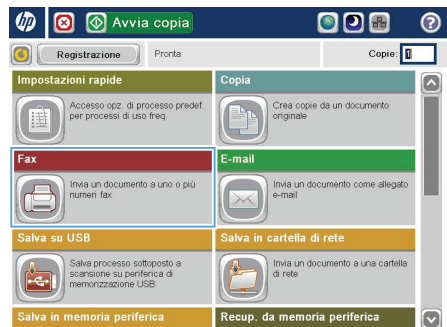 hp Avvia copia ?
Registrazione Pronta Copie: 1
Impostazioni rapide
Accesso opz. di processo predef.
per processi di uso freq.
Copia
Crea copie da un documento
originale
Fax
Invia un documento a uno o più
numeri fax
E-mail
Invia un documento come allegato
e-mail
Salva su USB
Salva processo sottoposto a
scansione su periferica di
memorizzazione USB
Salva in cartella di rete
Invia un documento a una cartella
di rete
Salva in memoria periferica
Recup. da memoria periferica